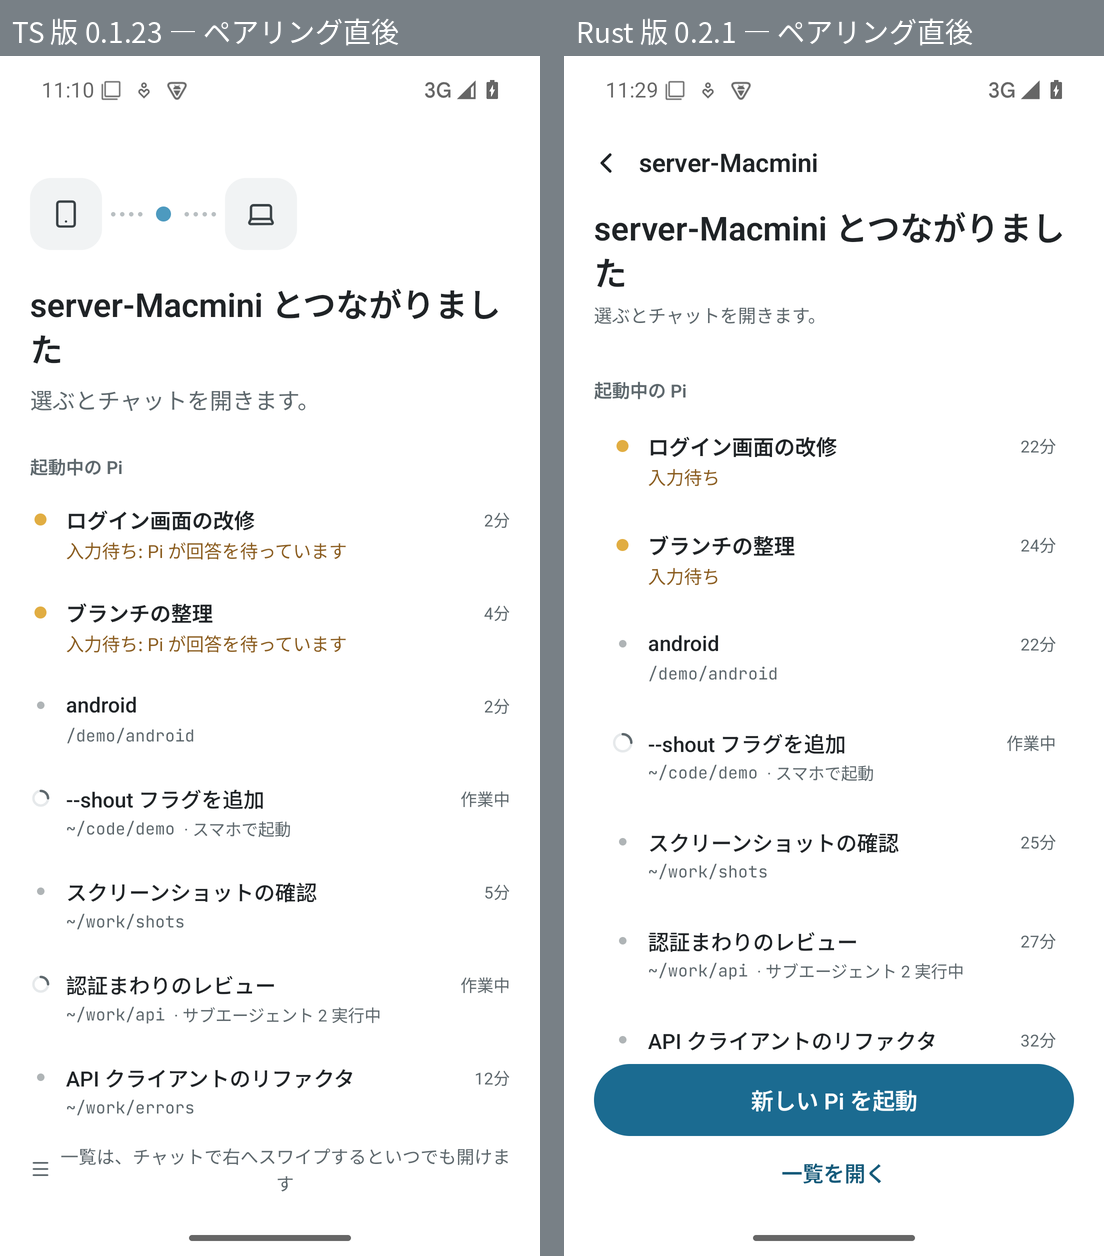 TS 版 0.1.23 — ペアリング直後
11:10
3G
server-Macmini とつながりまし
た
選ぶとチャットを開きます。
起動中の Pi
ログイン画面の改修
2分
入力待ち: Pi が回答を待っています
ブランチの整理
4分
入力待ち: Pi が回答を待っています
android
2分
/demo/android
--shout フラグを追加
作業中
~/code/demo · スマホで起動
スクリーンショットの確認
5分
~/work/shots
認証まわりのレビュー
作業中
~/work/api · サブエージェント 2 実行中
API クライアントのリファクタ
12分
~/work/errors
一覧は、チャットで右へスワイプするといつでも開けま
す
Rust 版 0.2.1 — ペアリング直後
11:29
3G
server-Macmini
server-Macmini とつながりまし
た
選ぶとチャットを開きます。
起動中の Pi
ログイン画面の改修
22分
入力待ち
ブランチの整理
24分
入力待ち
android
22分
/demo/android
--shout フラグを追加
作業中
~/code/demo · スマホで起動
スクリーンショットの確認
25分
~/work/shots
認証まわりのレビュー
27分
~/work/api · サブエージェント 2 実行中
API クライアントのリファクタ
32分
新しい Pi を起動
一覧を開く